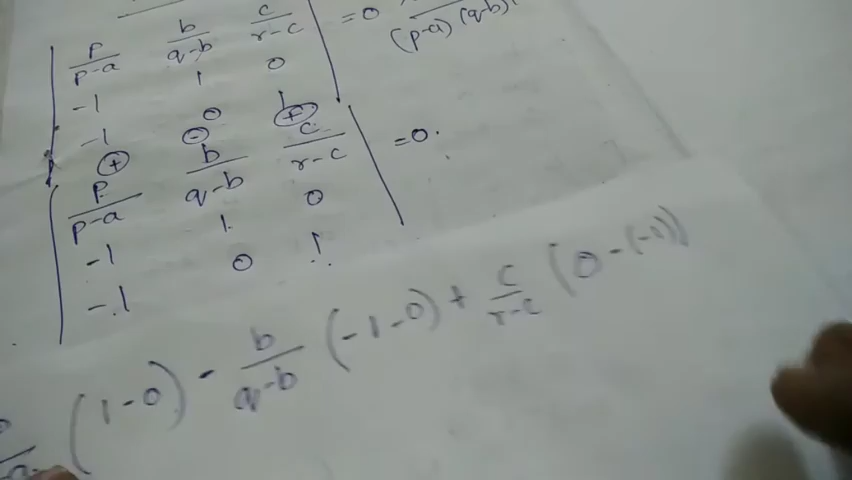 p/p-a b/q-b c/r-c = 0 (p-a) (q-b)
-1 1 0
-1 0 1
+ - +
p/p-a b/q-b c/r-c = 0.
-1 1 0
-1 0 1
(1-0) - b/q-b (-1-0) + c/r-c (0-(-1))